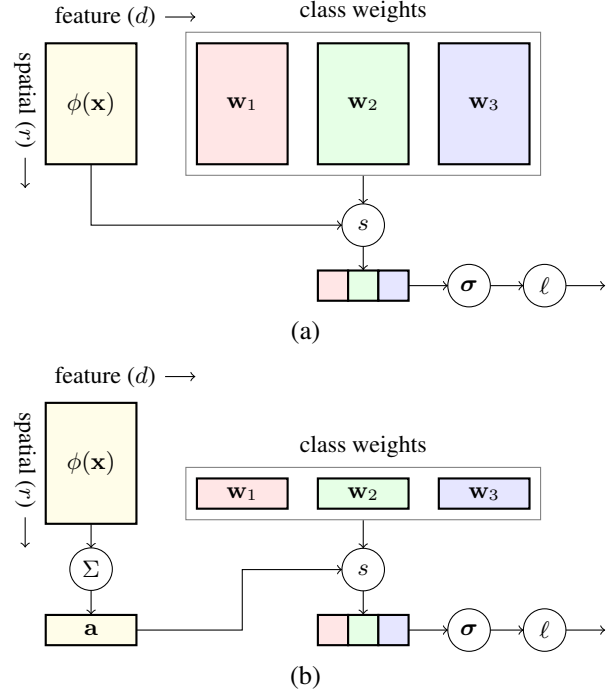 feature (d) class weights
spatial (r)
ϕ(x) w₁ w₂ w₃
s
σ ℓ
(a)
feature (d)
spatial (r)
ϕ(x)
class weights
w₁ w₂ w₃
Σ s
a σ ℓ
(b)